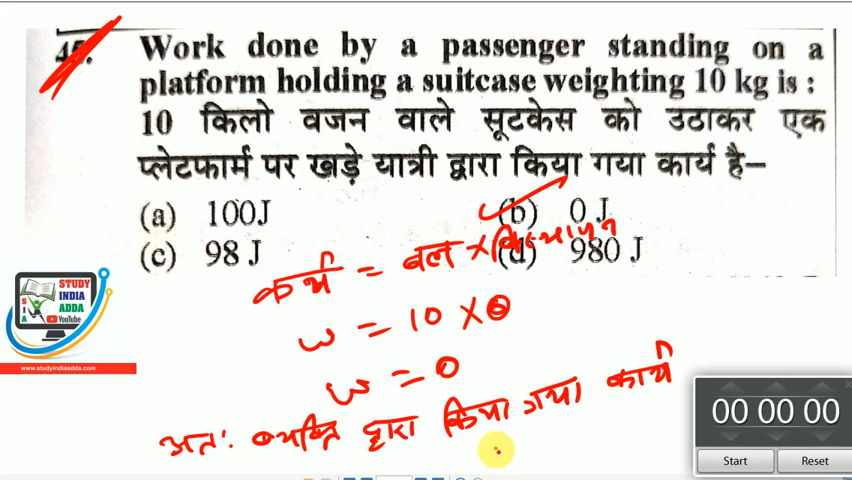 45. Work done by a passenger standing on a
platform holding a suitcase weighting 10 kg is :
10 किलो वजन वाले सूटकेस को उठाकर एक
प्लेटफार्म पर खड़े यात्री द्वारा किया गया कार्य है–
(a) 100J (b) 0 J
(c) 98 J (d) 980 J
कार्य = बल × विस्थापन
w = 10 × 0
w = 0
अतः व्यक्ति द्वारा किया गया कार्य
STUDY
INDIA
ADDA
SIA
YouTube
www.studyindiaadda.com
00 00 00
Start Reset